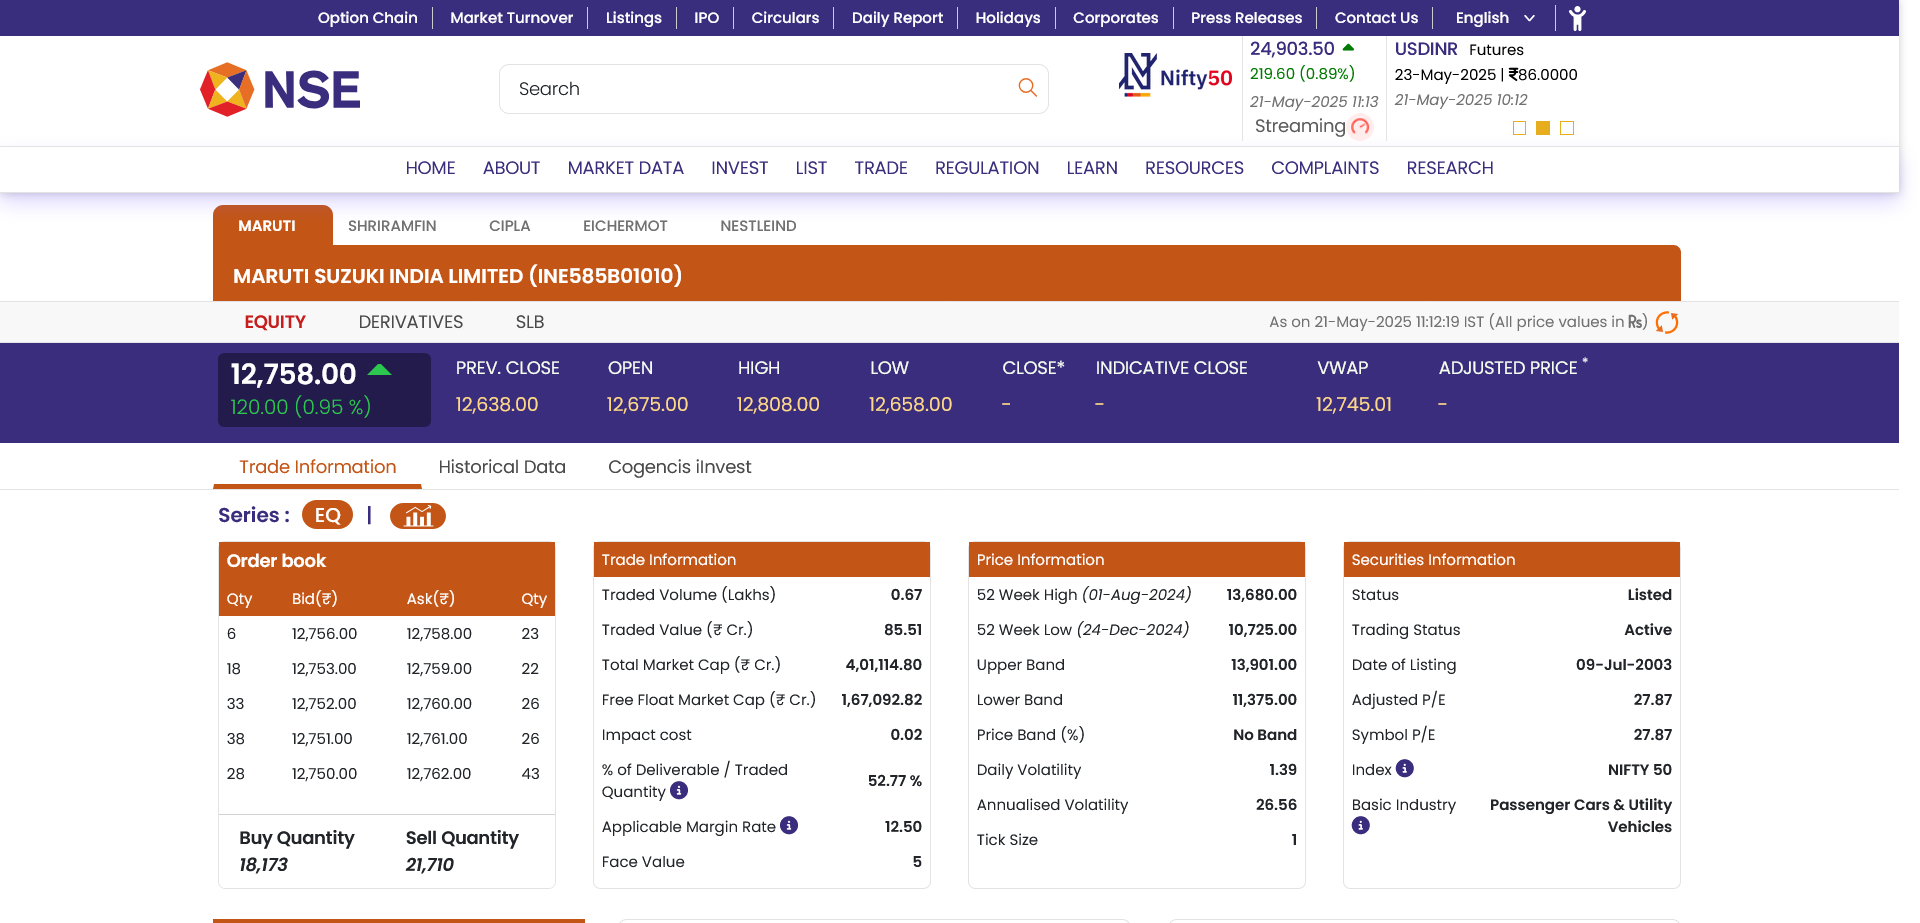 Option Chain Market Turnover Listings IPO Circulars Daily Report Holidays Corporates Press Releases Contact Us English
NSE
Search
Nifty50
24,903.50
219.60 (0.89%)
21-May-2025 11:13
Streaming
USDINR Futures
23-May-2025 | ₹86.0000
21-May-2025 10:12
HOME ABOUT MARKET DATA INVEST LIST TRADE REGULATION LEARN RESOURCES COMPLAINTS RESEARCH
MARUTI SHRIRAMFIN CIPLA EICHERMOT NESTLEIND
MARUTI SUZUKI INDIA LIMITED (INE585B01010)
EQUITY DERIVATIVES SLB As on 21-May-2025 11:12:19 IST (All price values in ₨)
12,758.00
120.00 (0.95 %)
PREV. CLOSE OPEN HIGH LOW CLOSE* INDICATIVE CLOSE VWAP ADJUSTED PRICE *
12,638.00 12,675.00 12,808.00 12,658.00 - - 12,745.01 -
Trade Information Historical Data Cogencis iInvest
Series : EQ |
Order book
Qty Bid(₹) Ask(₹) Qty
6 12,756.00 12,758.00 23
18 12,753.00 12,759.00 22
33 12,752.00 12,760.00 26
38 12,751.00 12,761.00 26
28 12,750.00 12,762.00 43
Buy Quantity Sell Quantity
18,173 21,710
Trade Information
Traded Volume (Lakhs) 0.67
Traded Value (₹ Cr.) 85.51
Total Market Cap (₹ Cr.) 4,01,114.80
Free Float Market Cap (₹ Cr.) 1,67,092.82
Impact cost 0.02
% of Deliverable / Traded
Quantity 52.77 %
Applicable Margin Rate 12.50
Face Value 5
Price Information
52 Week High (01-Aug-2024) 13,680.00
52 Week Low (24-Dec-2024) 10,725.00
Upper Band 13,901.00
Lower Band 11,375.00
Price Band (%) No Band
Daily Volatility 1.39
Annualised Volatility 26.56
Tick Size 1
Securities Information
Status Listed
Trading Status Active
Date of Listing 09-Jul-2003
Adjusted P/E 27.87
Symbol P/E 27.87
Index NIFTY 50
Basic Industry Passenger Cars & Utility
Vehicles